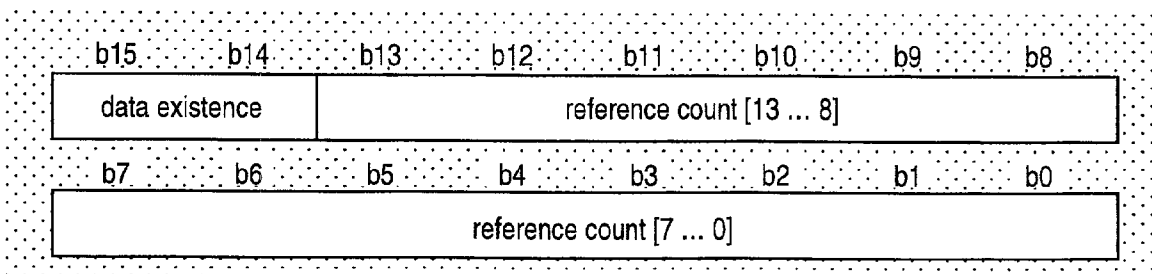 b15 b14 b13 b12 b11 b10 b9 b8
data existence reference count [13 ... 8]
b7 b6 b5 b4 b3 b2 b1 b0
reference count [7 ... 0]